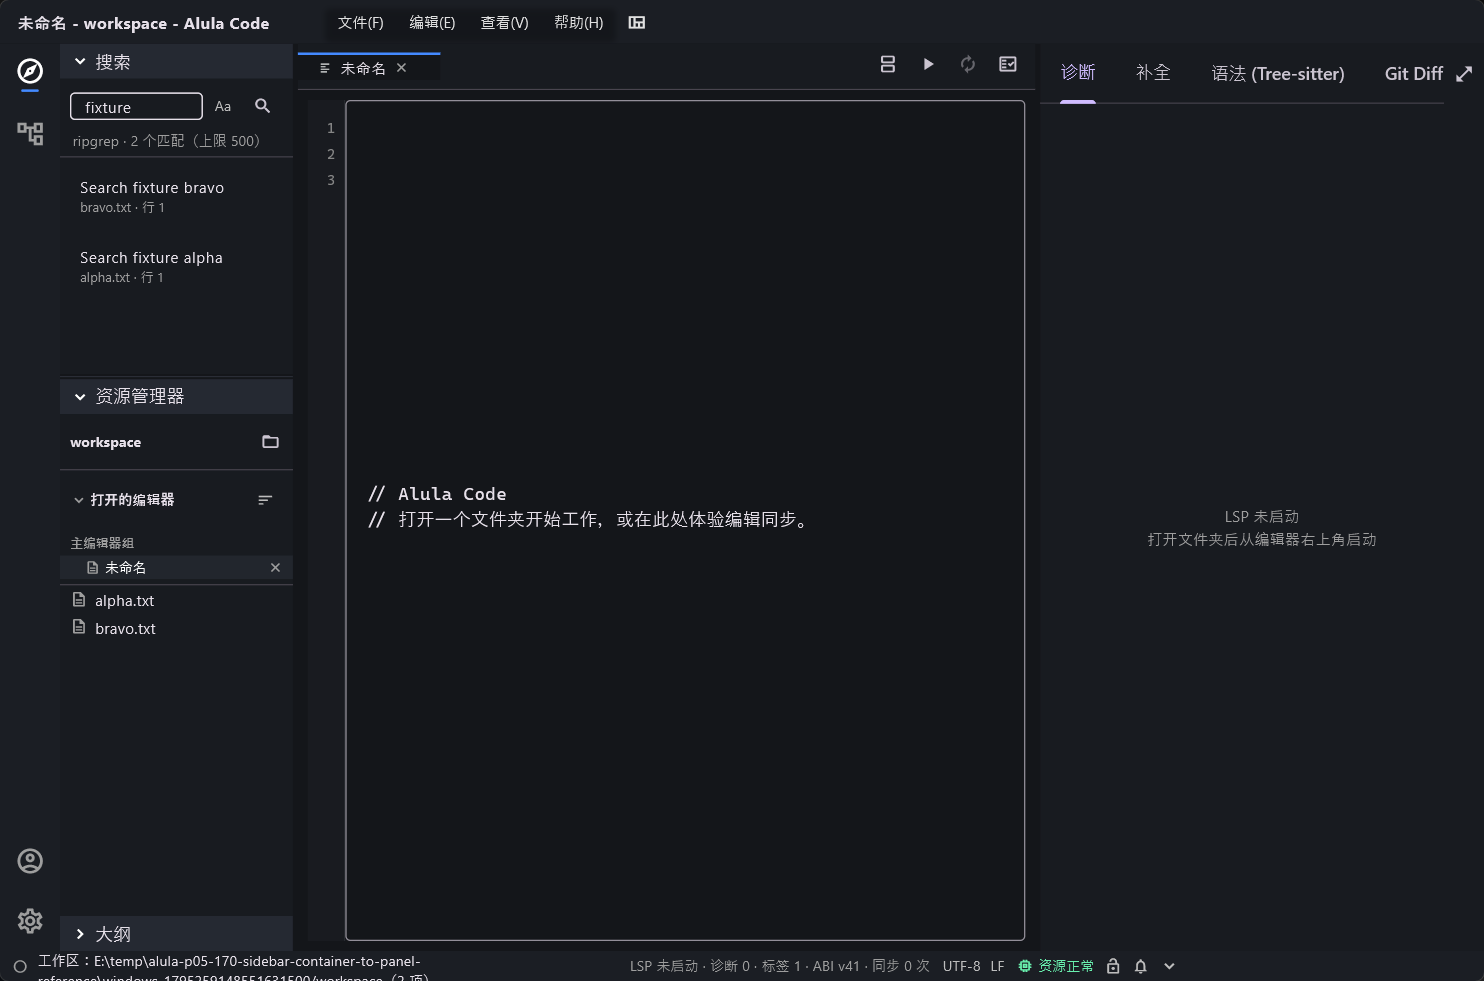 未命名 - workspace - Alula Code
文件(F) 编辑(E) 查看(V) 帮助(H)
搜索
fixture Aa
ripgrep · 2 个匹配（上限 500）
Search fixture bravo
bravo.txt · 行 1
Search fixture alpha
alpha.txt · 行 1
资源管理器
workspace
打开的编辑器
主编辑器组
未命名
alpha.txt
bravo.txt
大纲
未命名
1
2
3
// Alula Code
// 打开一个文件夹开始工作，或在此处体验编辑同步。
诊断 补全 语法 (Tree-sitter) Git Diff
LSP 未启动
打开文件夹后从编辑器右上角启动
工作区：E:\temp\alula-p05-170-sidebar-container-to-panel-
reference\windows-1795259148551631500/workspace（2 项）
LSP 未启动 · 诊断 0 · 标签 1 · ABI v41 · 同步 0 次 UTF-8 LF 资源正常